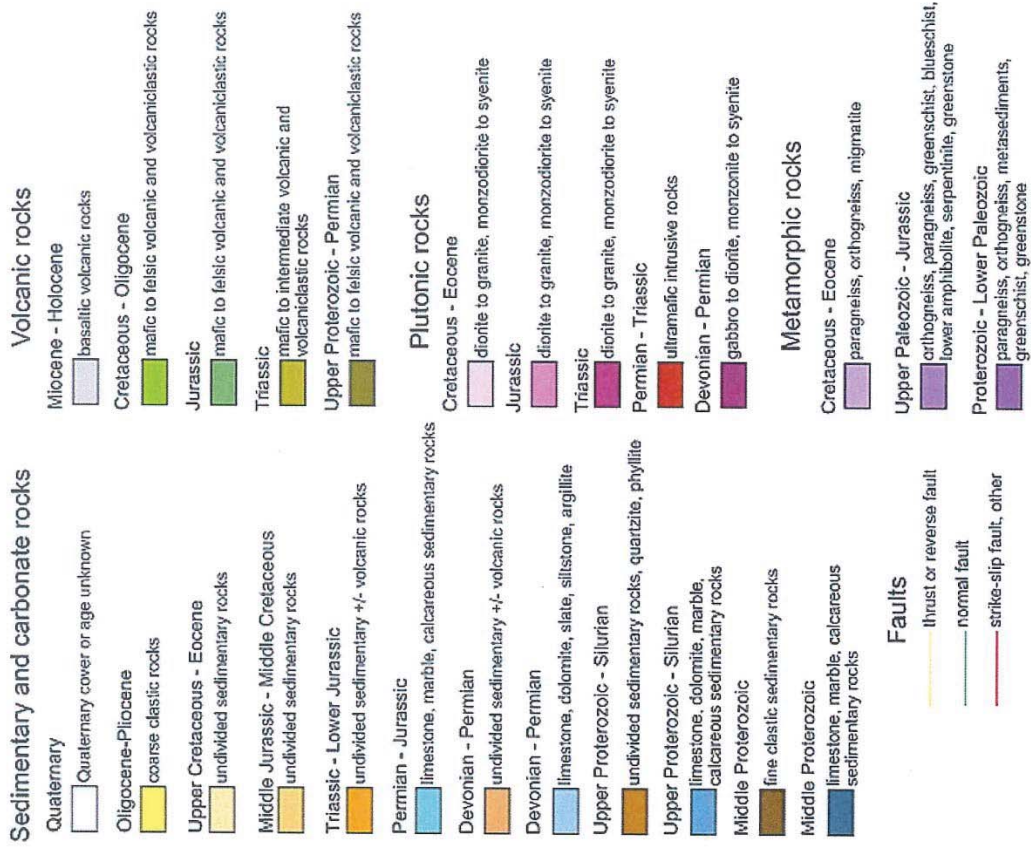 Sedimentary and carbonate rocks
Quaternary
Quaternary cover or age unknown
Oligocene-Pliocene
coarse clastic rocks
Upper Cretaceous - Eocene
undivided sedimentary rocks
Middle Jurassic - Middle Cretaceous
undivided sedimentary rocks
Triassic - Lower Jurassic
undivided sedimentary +/- volcanic rocks
Permian - Jurassic
limestone, marble, calcareous sedimentary rocks
Devonian - Permian
undivided sedimentary +/- volcanic rocks
Devonian - Permian
limestone, dolomite, slate, siltstone, argillite
Upper Proterozoic - Silurian
undivided sedimentary rocks, quartzite, phyllite
Upper Proterozoic - Silurian
limestone, dolomite, marble,
calcareous sedimentary rocks
Middle Proterozoic
fine clastic sedimentary rocks
Middle Proterozoic
limestone, marble, calcareous
sedimentary rocks
Faults
thrust or reverse fault
normal fault
strike-slip fault, other
Volcanic rocks
Miocene - Holocene
basaltic volcanic rocks
Cretaceous - Oligocene
mafic to felsic volcanic and volcaniclastic rocks
Jurassic
mafic to felsic volcanic and volcaniclastic rocks
Triassic
mafic to intermediate volcanic and
volcaniclastic rocks
Upper Proterozoic - Permian
mafic to felsic volcanic and volcaniclastic rocks
Plutonic rocks
Cretaceous - Eocene
diorite to granite, monzodiorite to syenite
Jurassic
diorite to granite, monzodiorite to syenite
Triassic
diorite to granite, monzodiorite to syenite
Permian - Triassic
ultramafic intrusive rocks
Devonian - Permian
gabbro to diorite, monzonite to syenite
Metamorphic rocks
Cretaceous - Eocene
paragneiss, orthogneiss, migmatite
Upper Paleozoic - Jurassic
orthogneiss, paragneiss, greenschist, blueschist,
lower amphibolite, serpentinite, greenstone
Proterozoic - Lower Paleozoic
paragneiss, orthogneiss, metasediments,
greenschist, greenstone